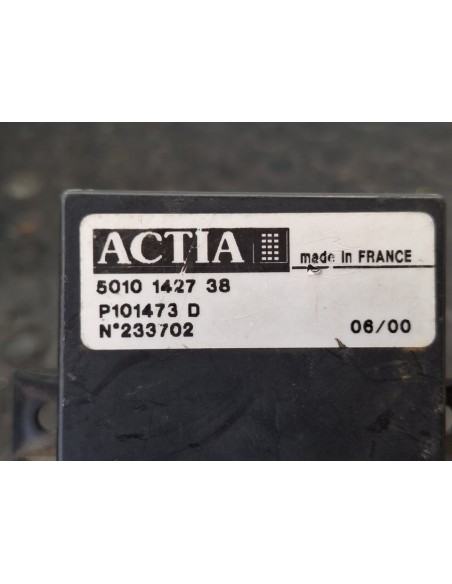 ACTIA
made in FRANCE
5010 1427 38
P101473 D
N°233702 06/00